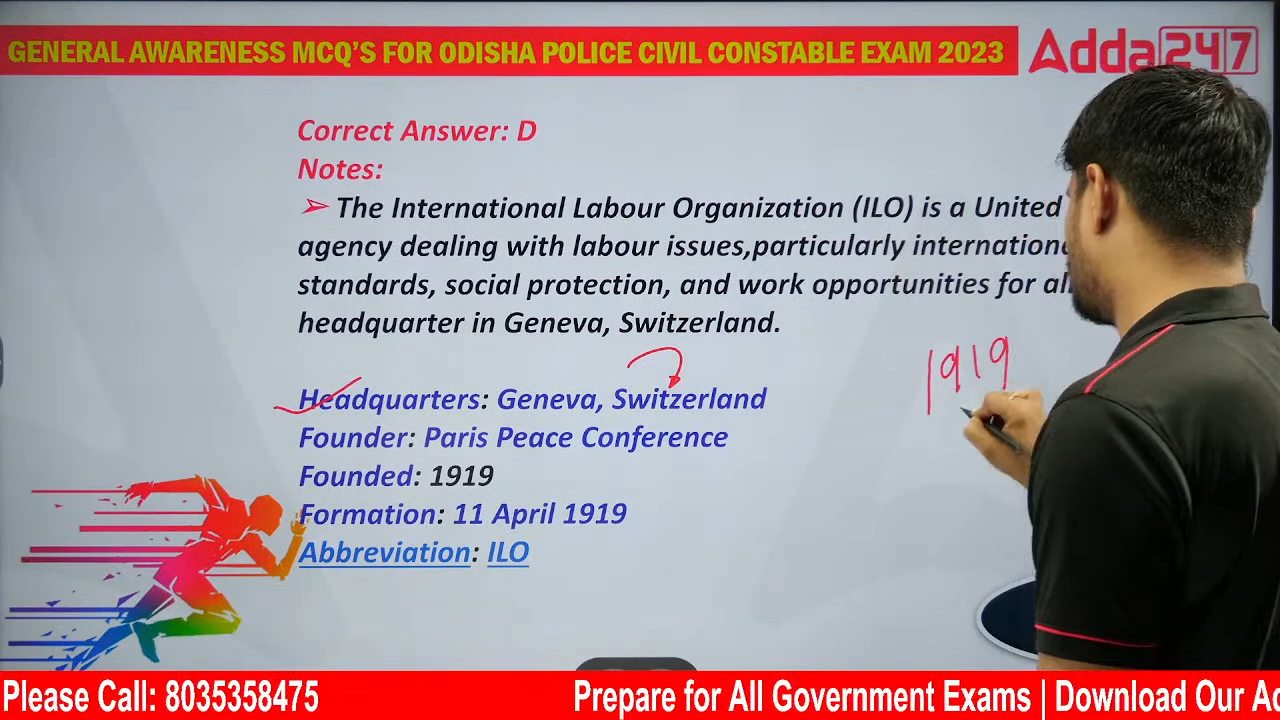 GENERAL AWARENESS MCQ'S FOR ODISHA POLICE CIVIL CONSTABLE EXAM 2023
Adda 247
Correct Answer: D
Notes:
➢ The International Labour Organization (ILO) is a United
agency dealing with labour issues,particularly internationa
standards, social protection, and work opportunities for al
headquarter in Geneva, Switzerland.
1919
Headquarters: Geneva, Switzerland
Founder: Paris Peace Conference
Founded: 1919
Formation: 11 April 1919
Abbreviation: ILO
Please Call: 8035358475 Prepare for All Government Exams | Download Our Ad